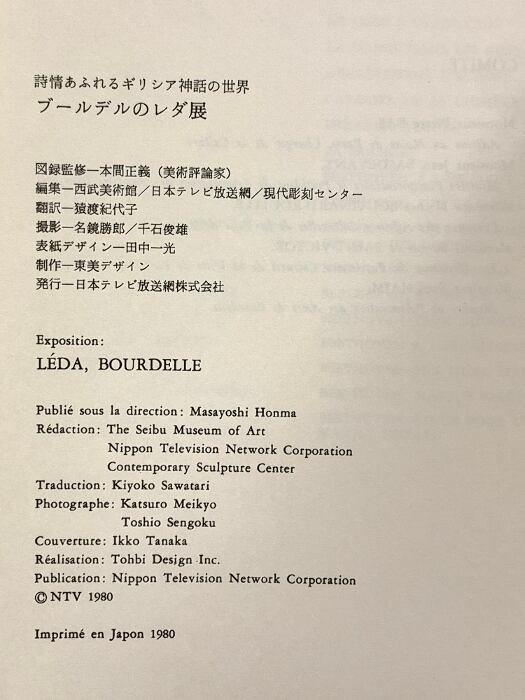 詩情あふれるギリシア神話の世界
ブールデルのレダ展
図録監修—本間正義（美術評論家）
編集—西武美術館／日本テレビ放送網／現代彫刻センター
翻訳—猿渡紀代子
撮影—名鏡勝郎／千石俊雄
表紙デザイン—田中一光
制作—東美デザイン
発行—日本テレビ放送網株式会社
Exposition:
LÉDA, BOURDELLE
Publié sous la direction: Masayoshi Honma
Rédaction: The Seibu Museum of Art
Nippon Television Network Corporation
Contemporary Sculpture Center
Traduction: Kiyoko Sawatari
Photographe: Katsuro Meikyo
Toshio Sengoku
Couverture: Ikko Tanaka
Réalisation: Tohbi Design Inc.
Publication: Nippon Television Network Corporation
© NTV 1980
Imprimé en Japon 1980